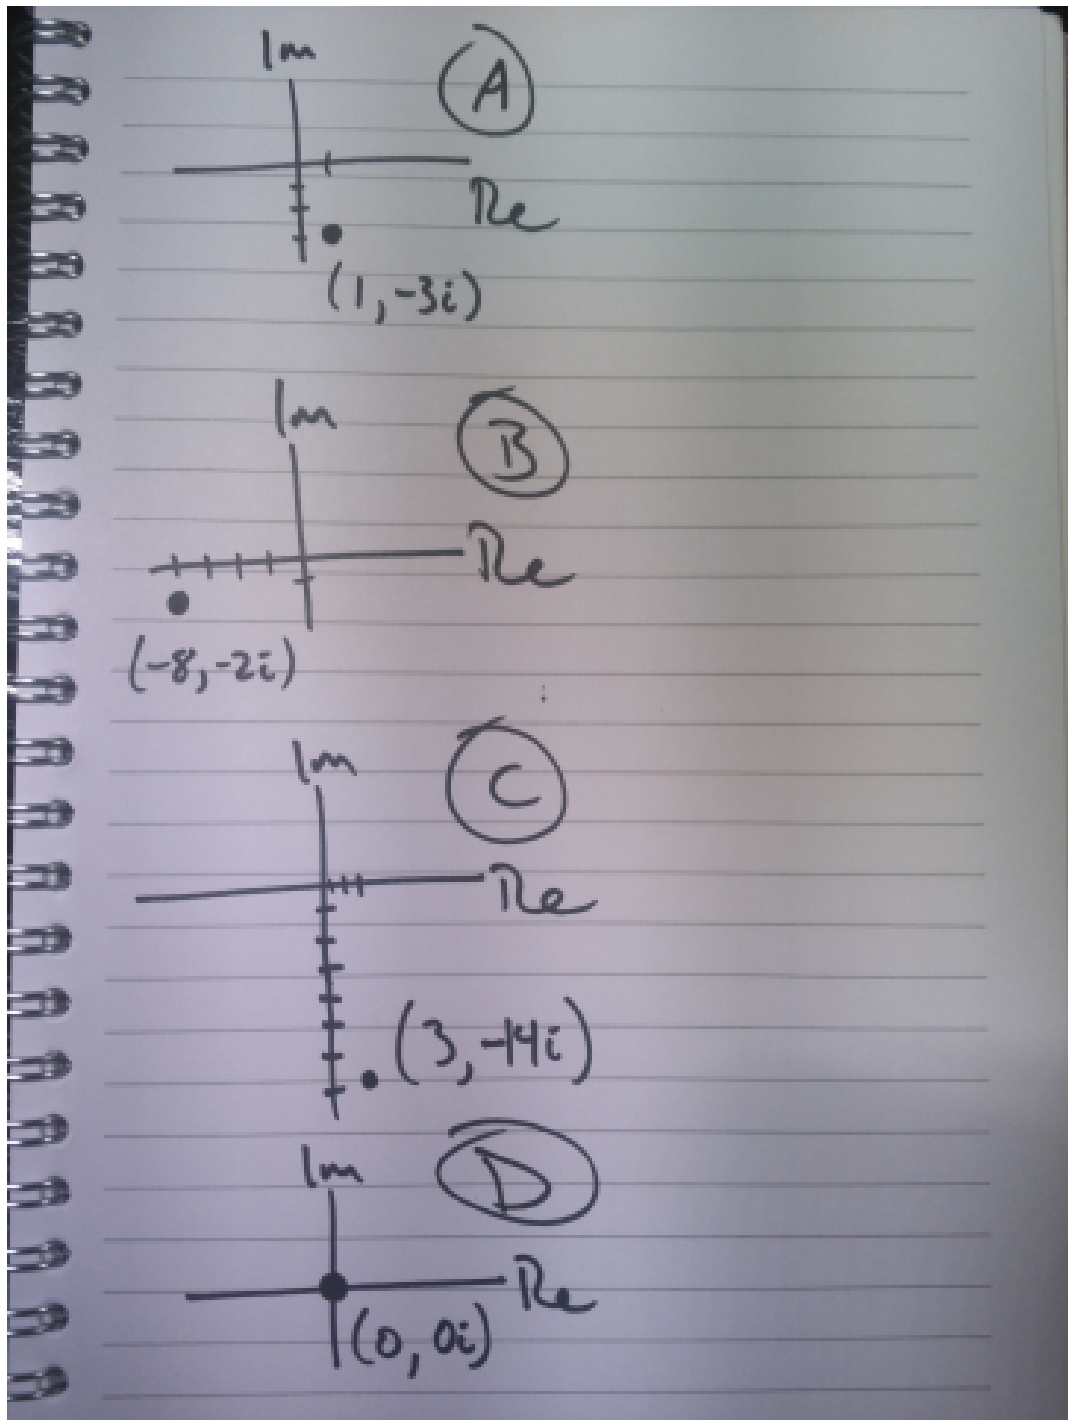 Im
A
Re
(1, -3i)
Im
B
Re
(-8, -2i)
Im
C
Re
(3, -14i)
Im
D
Re
(0, 0i)